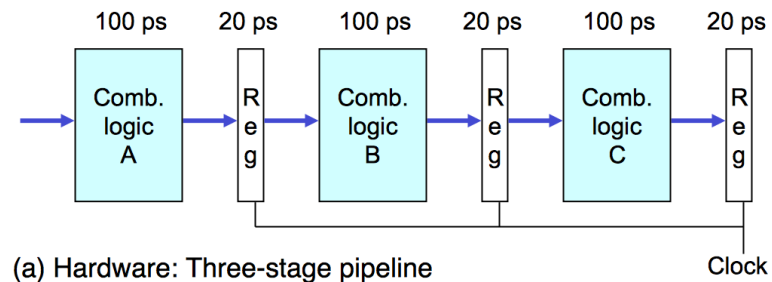 100 ps 20 ps 100 ps 20 ps 100 ps 20 ps
Comb.
logic
A
R
e
g
Comb.
logic
B
R
e
g
Comb.
logic
C
R
e
g
(a) Hardware: Three-stage pipeline
Clock